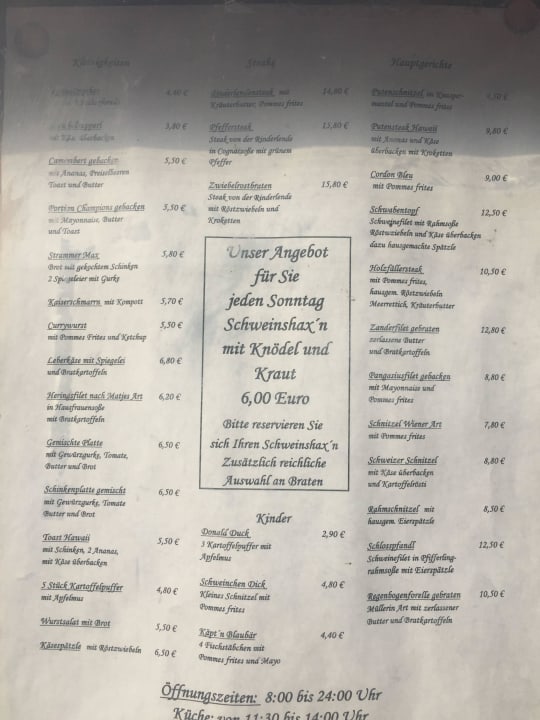 Kleinigkeiten
4,40 €
3,80 €
mit Käse überbacken
Camembert gebacken 5,50 €
mit Ananas, Preiselbeeren
Toast und Butter
Portion Champions gebacken 5,50 €
mit Mayonnaise, Butter
und Toast
Strammer Max 5,80 €
Brot mit gekochtem Schinken
2 Spiegeleier mit Gurke
Kaiserschmarrn mit Kompott 5,70 €
Currywurst 5,50 €
mit Pommes Frites und Ketchup
Leberkäse mit Spiegelei 6,80 €
und Bratkartoffeln
Heringsfilet nach Matjes Art 6,20 €
in Hausfrauensoße
mit Bratkartoffeln
Gemischte Platte 6,50 €
mit Gewürzgurke, Tomate,
Butter und Brot
Schinkenplatte gemischt 6,50 €
mit Gewürzgurke, Tomate
Butter und Brot
Toast Hawaii 5,50 €
mit Schinken, 2 Ananas,
mit Käse überbacken
5 Stück Kartoffelpuffer 4,80 €
mit Apfelmus
Wurstsalat mit Brot 5,50 €
Käsespätzle mit Röstzwiebeln 6,50 €
Steaks
Rinderlendensteak mit 14,80 €
Kräuterbutter, Pommes frites
Pfeffersteak 15,80 €
Steak von der Rinderlende
in Cognacsoße mit grünem
Pfeffer
Zwiebelrostbraten 15,80 €
Steak von der Rinderlende
mit Röstzwiebeln und
Kroketten
Unser Angebot
für Sie
jeden Sonntag
Schweinshax´n
mit Knödel und
Kraut
6,00 Euro
Bitte reservieren Sie
sich Ihren Schweinshax´n
Zusätzlich reichliche
Auswahl an Braten
Kinder
Donald Duck 2,90 €
3 Kartoffelpuffer mit
Apfelmus
Schweinchen Dick 4,80 €
Kleines Schnitzel mit
Pommes frites
Käpt´n Blaubär 4,40 €
4 Fischstäbchen mit
Pommes frites und Mayo
Hauptgerichte
Putenschnitzel in Knusper-
mantel und Pommes frites
Putensteak Hawaii 9,80 €
mit Ananas und Käse
überbacken mit Kroketten
Cordon Bleu 9,00 €
mit Pommes frites
Schwabentopf 12,50 €
Schweinefilet mit Rahmsoße
Röstzwiebeln und Käse überbacken
dazu hausgemachte Spätzle
Holzfällersteak 10,50 €
mit Pommes frites,
hausgem. Röstzwiebeln
Meerrettich, Kräuterbutter
Zanderfilet gebraten 12,80 €
zerlassene Butter
und Bratkartoffeln
Pangasiusfilet gebacken 8,80 €
mit Mayonnaise und
Pommes frites
Schnitzel Wiener Art 7,80 €
mit Pommes frites
Schweizer Schnitzel 8,80 €
mit Käse überbacken
und Kartoffelrösti
Rahmschnitzel mit 8,50 €
hausgem. Eierspätzle
Schlosspfandl 12,50 €
Schweinefilet in Pfifferling-
rahmsoße mit Eierspätzle
Regenbogenforelle gebraten 10,50 €
Müllerin Art mit zerlassener
Butter und Bratkartoffeln
Öffnungszeiten: 8:00 bis 24:00 Uhr
Küche: von 11:30 bis 14:00 Uhr